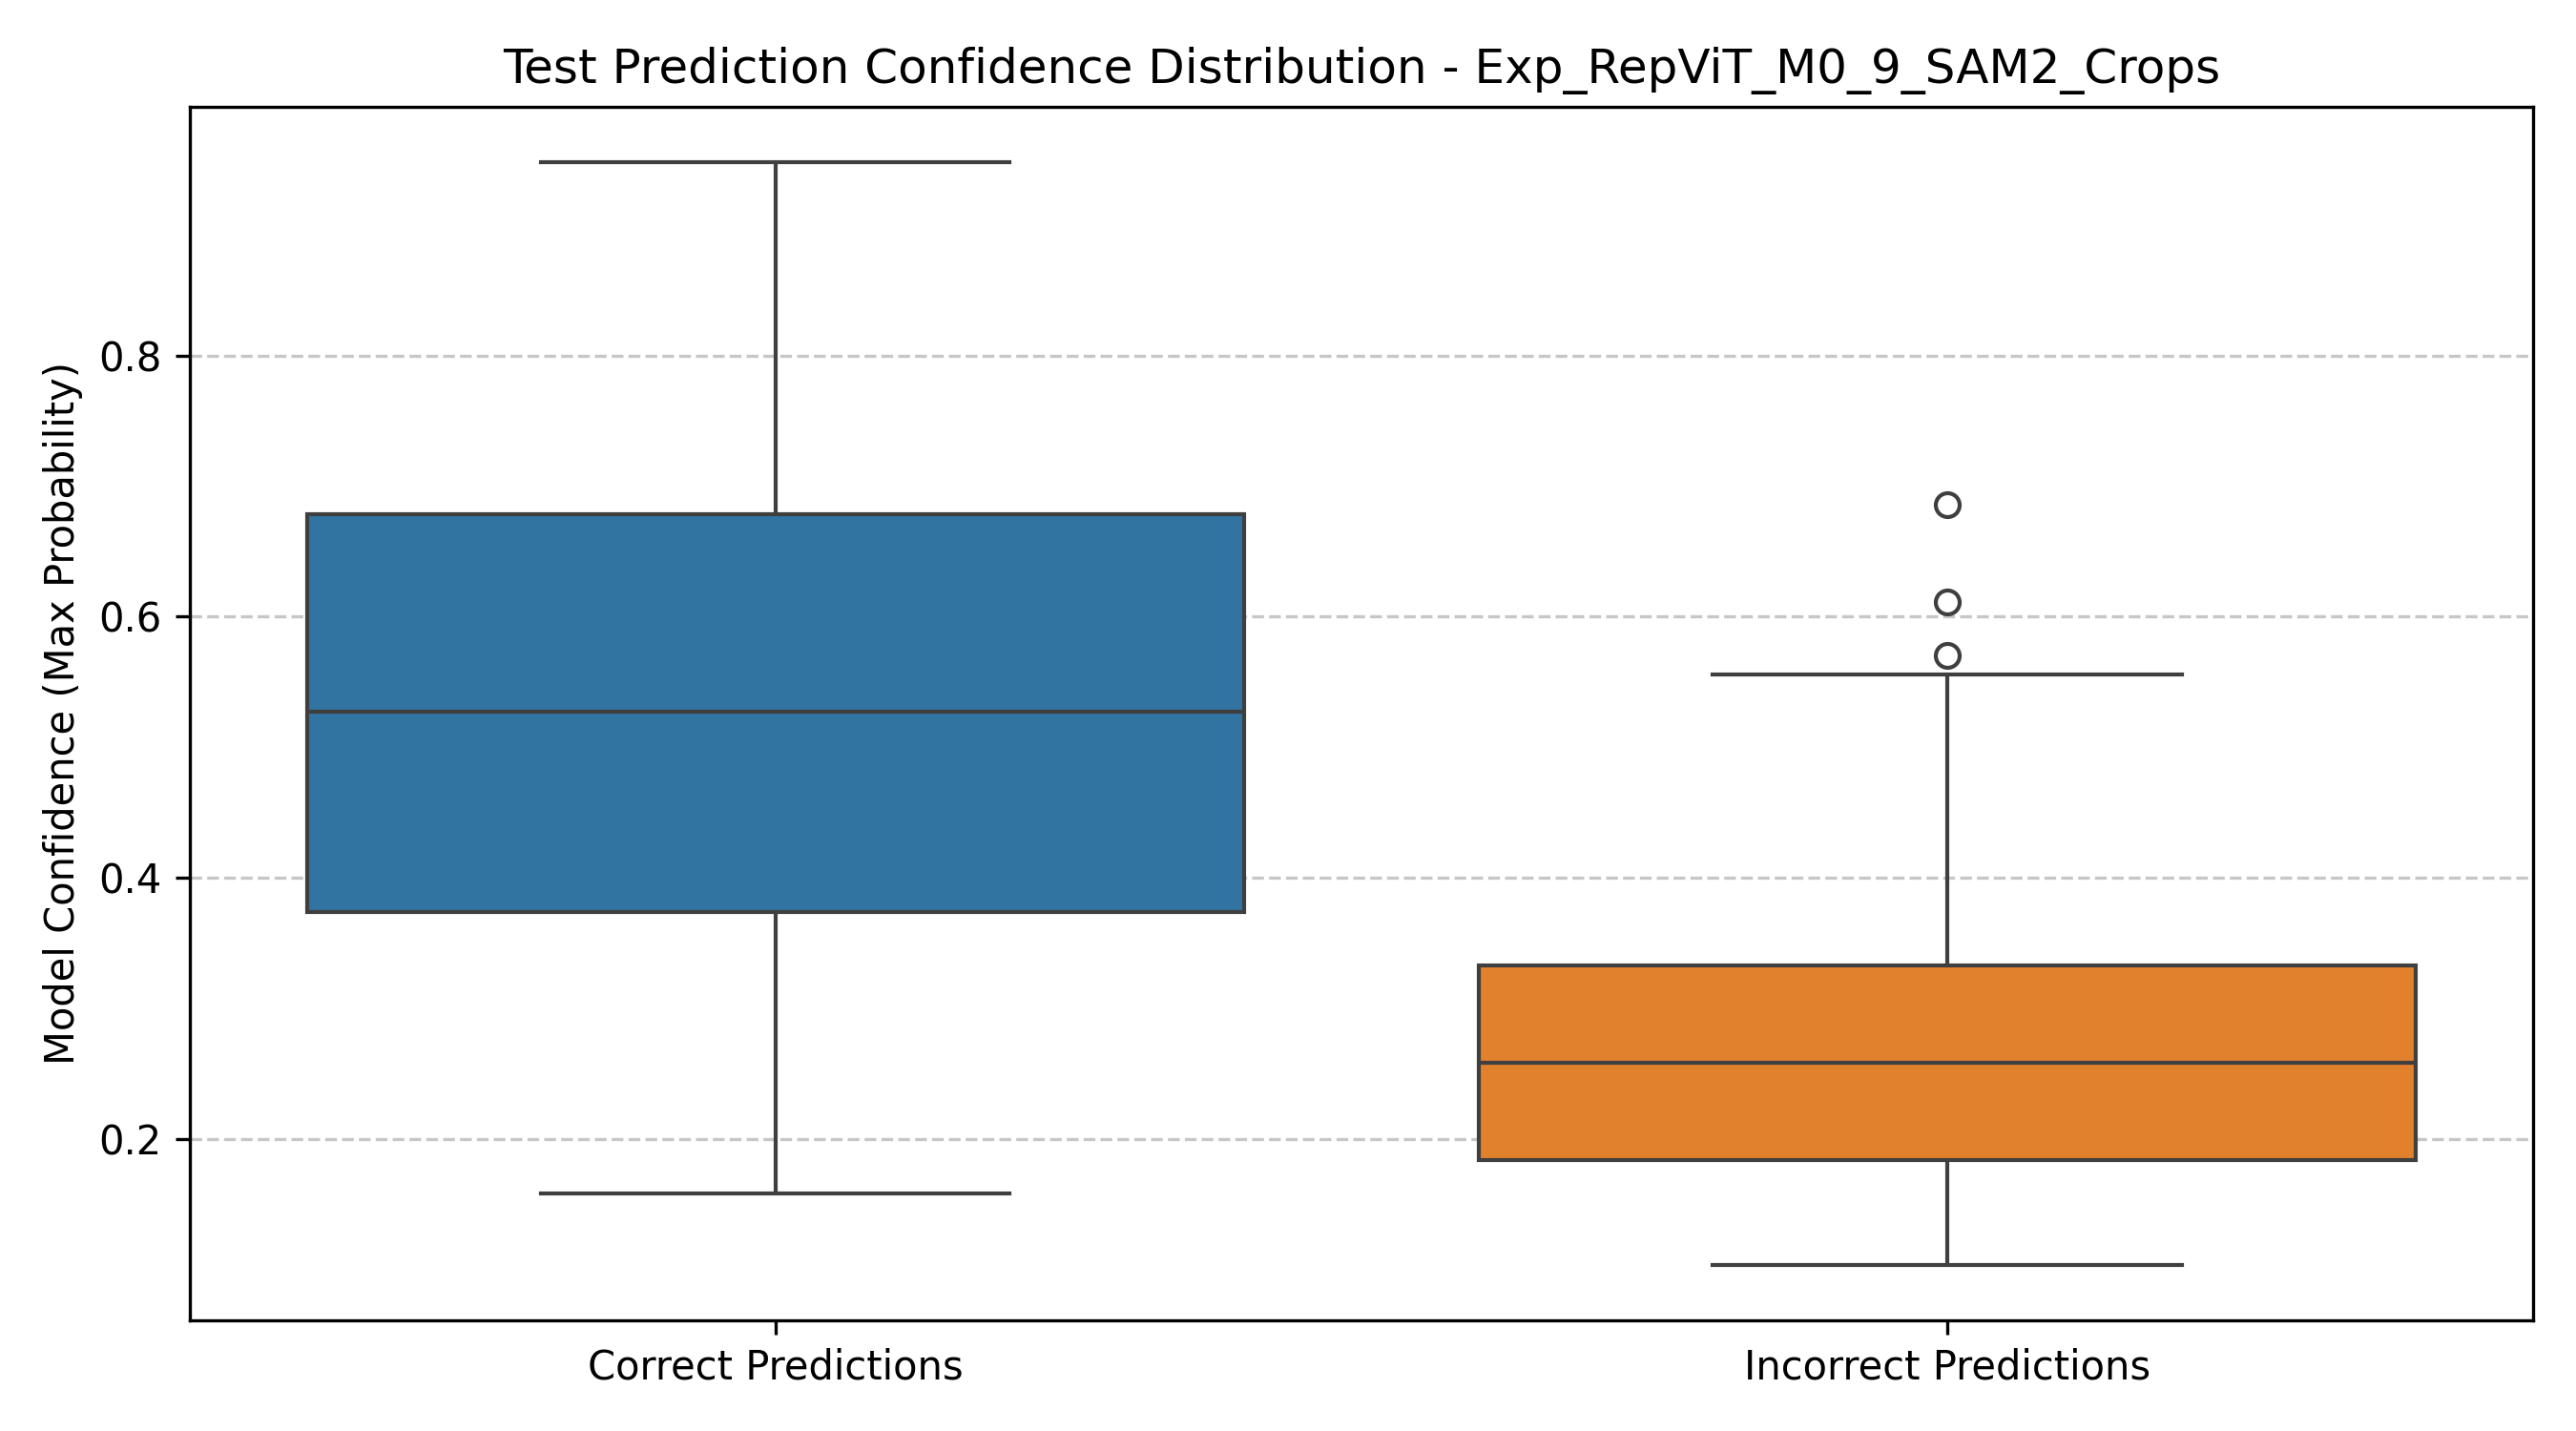 Test Prediction Confidence Distribution - Exp_RepViT_M0_9_SAM2_Crops
Model Confidence (Max Probability)
0.8
0.6
0.4
0.2
Correct Predictions
Incorrect Predictions